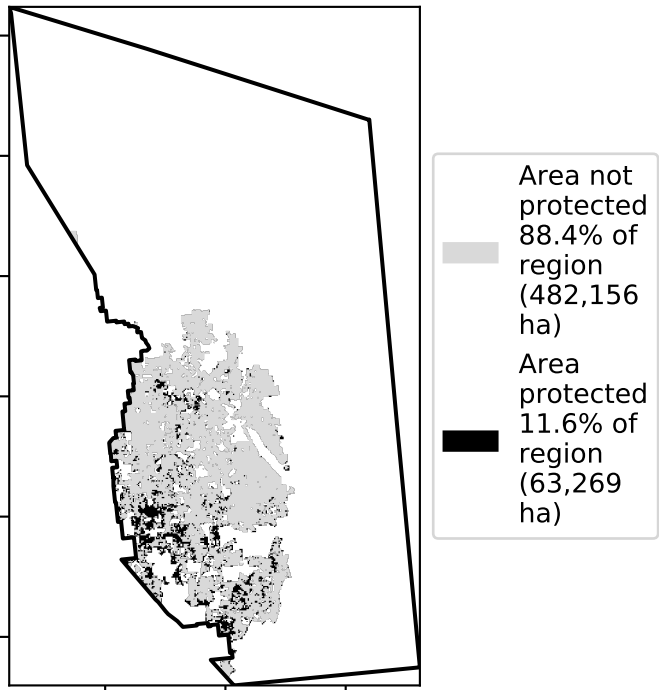 Area not
protected
88.4% of
region
(482,156
ha)
Area
protected
11.6% of
region
(63,269
ha)